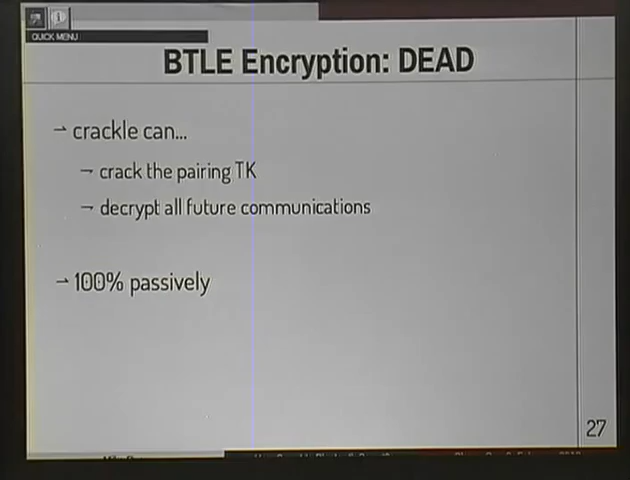 QUICK MENU
BTLE Encryption: DEAD
→ crackle can...
→ crack the pairing TK
→ decrypt all future communications
→ 100% passively
27